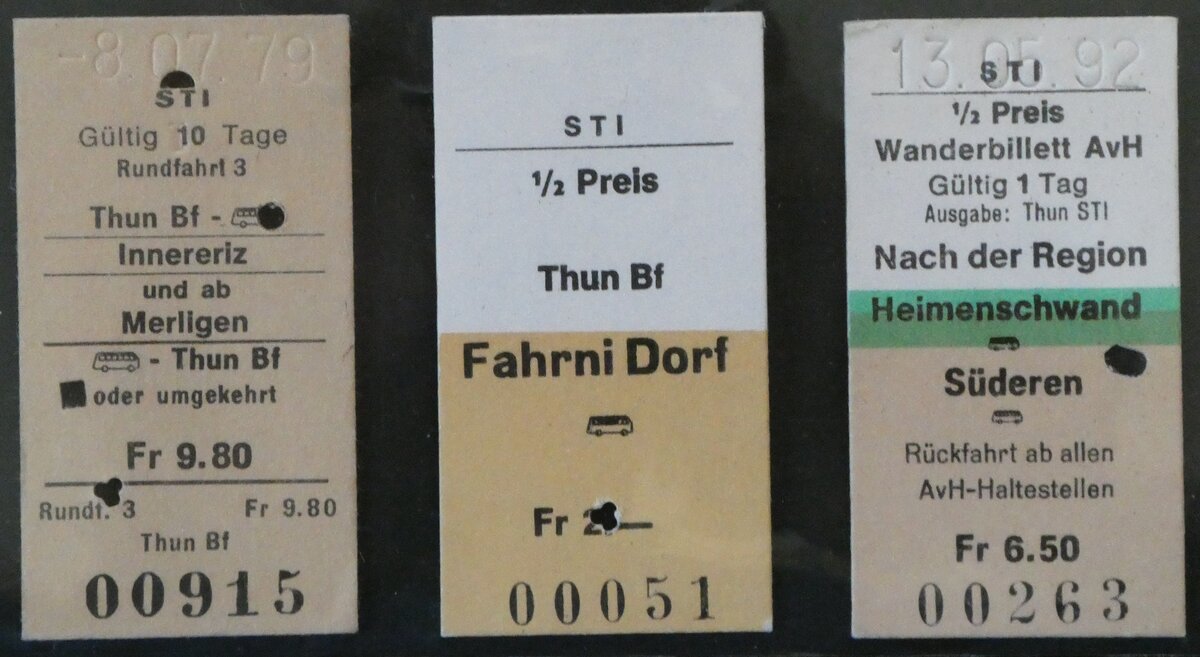 -8.07.79
STI
Gültig 10 Tage
Rundfahrt 3
Thun Bf -
Innereriz
und ab
Merligen
- Thun Bf
oder umgekehrt
Fr 9.80
Rundf. 3 Fr 9.80
Thun Bf
00915
STI
1/2 Preis
Thun Bf
Fahrni Dorf
Fr 2.—
00051
13.05.92
STI
1/2 Preis
Wanderbillett AvH
Gültig 1 Tag
Ausgabe: Thun STI
Nach der Region
Heimenschwand
Süderen
Rückfahrt ab allen
AvH-Haltestellen
Fr 6.50
00263